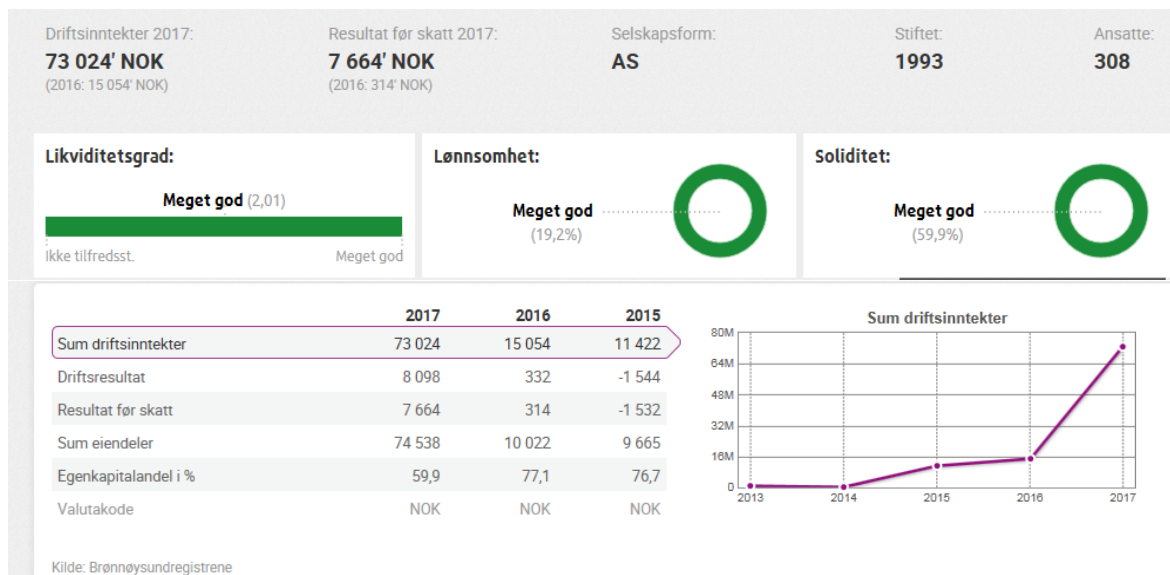 Driftsinntekter 2017: Resultat før skatt 2017: Selskapsform: Stiftet: Ansatte:
73 024' NOK 7 664' NOK AS 1993 308
(2016: 15 054' NOK) (2016: 314' NOK)
Likviditetsgrad: Lønnsomhet: Soliditet:
Meget god (2,01)
Meget god Meget god
(19,2%) (59,9%)
Ikke tilfredsst. Meget god
2017 2016 2015
Sum driftsinntekter 73 024 15 054 11 422
Driftsresultat 8 098 332 -1 544
Resultat før skatt 7 664 314 -1 532
Sum eiendeler 74 538 10 022 9 665
Egenkapitalandel i % 59,9 77,1 76,7
Valutakode NOK NOK NOK
Sum driftsinntekter
80M
64M
48M
32M
16M
0
2013 2014 2015 2016 2017
Kilde: Brønnøysundregistrene